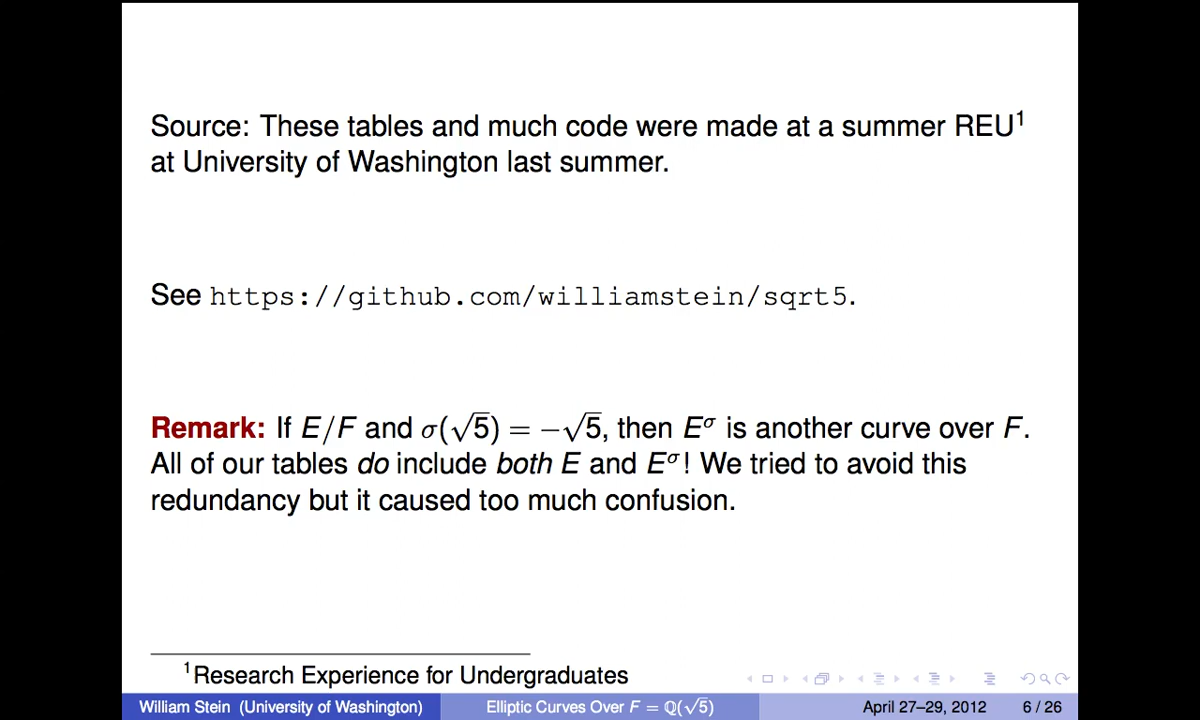 Source: These tables and much code were made at a summer REU¹
at University of Washington last summer.
See https://github.com/williamstein/sqrt5.
Remark: If E/F and σ(√5) = −√5, then Eσ is another curve over F.
All of our tables do include both E and Eσ! We tried to avoid this
redundancy but it caused too much confusion.
¹Research Experience for Undergraduates
William Stein (University of Washington) Elliptic Curves Over F = ℚ(√5) April 27–29, 2012 6 / 26